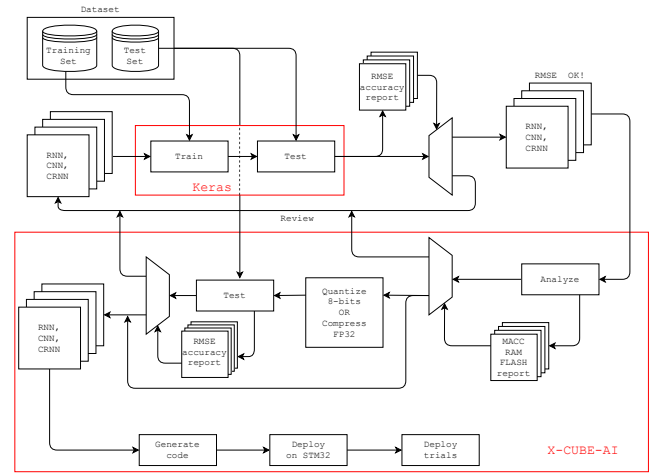 Dataset
Training
Set
Test
Set
RMSE
accuracy
report
RMSE OK!
RNN,
CNN,
CRNN
RNN,
CNN,
CRNN
Train
Test
Keras
Review
Analyze
Test
Quantize
8-bits
OR
Compress
FP32
RNN,
CNN,
CRNN
RMSE
accuracy
report
MACC
RAM
FLASH
report
Generate
code
Deploy
on STM32
Deploy
trials
X-CUBE-AI